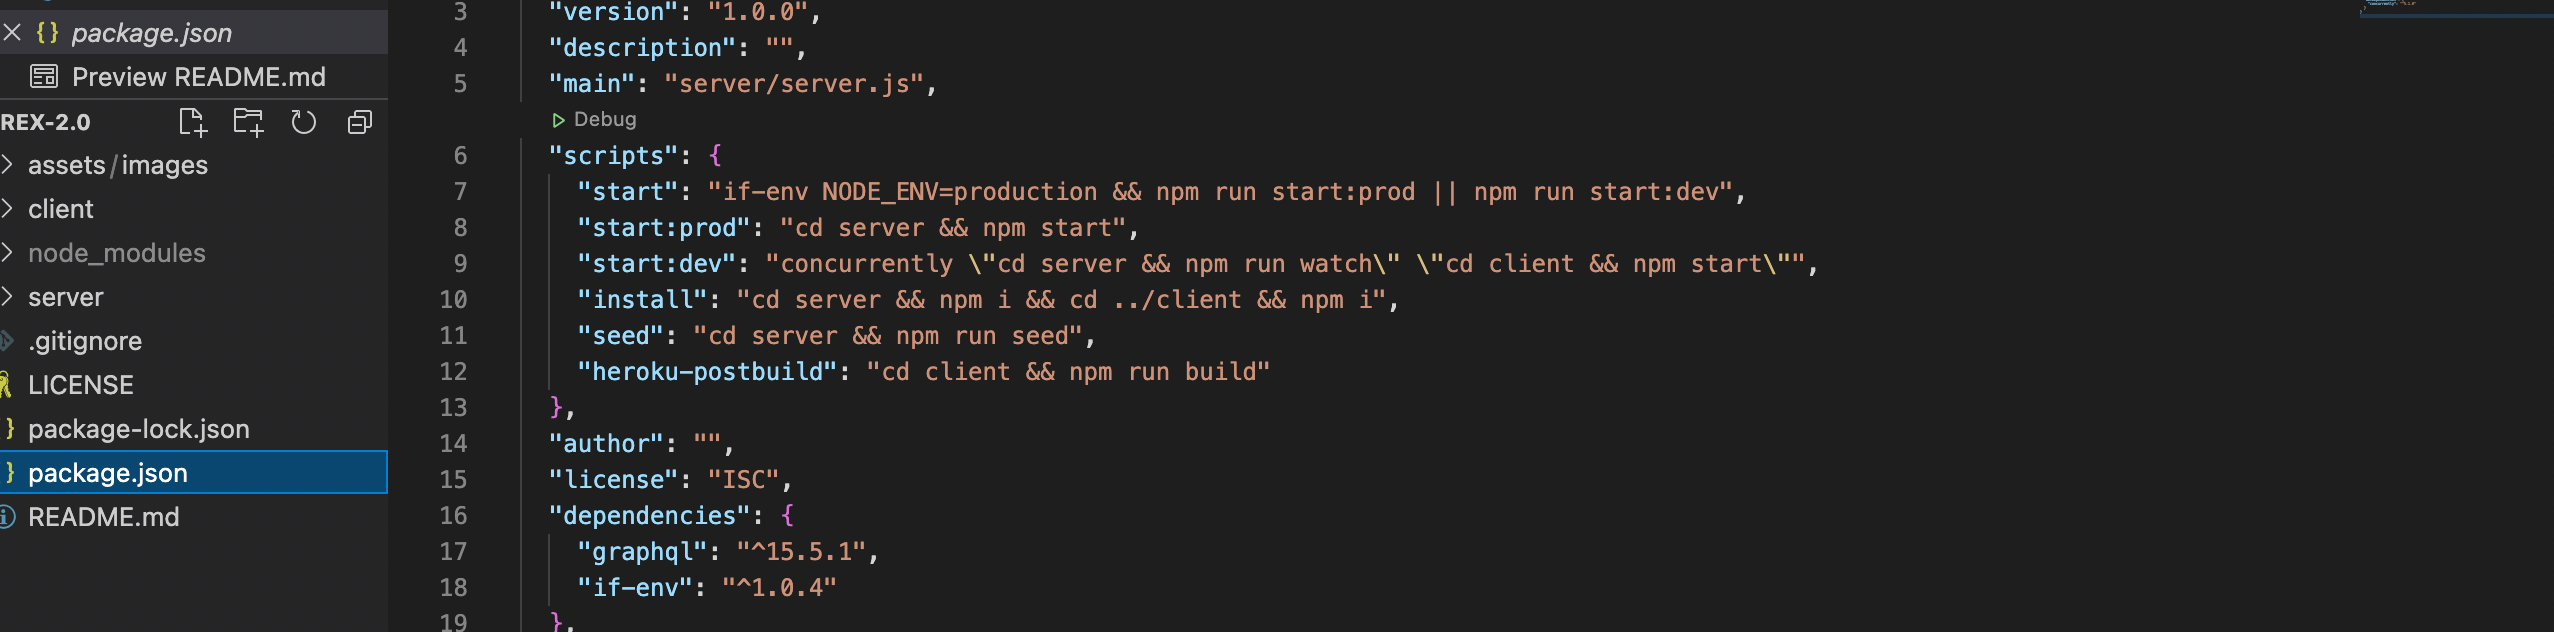 package.json
Preview README.md
REX-2.0
assets/images
client
node_modules
server
.gitignore
LICENSE
package-lock.json
package.json
README.md
3 "version": "1.0.0",
4 "description": "",
5 "main": "server/server.js",
Debug
6 "scripts": {
7 "start": "if-env NODE_ENV=production && npm run start:prod || npm run start:dev",
8 "start:prod": "cd server && npm start",
9 "start:dev": "concurrently \"cd server && npm run watch\" \"cd client && npm start\"",
10 "install": "cd server && npm i && cd ../client && npm i",
11 "seed": "cd server && npm run seed",
12 "heroku-postbuild": "cd client && npm run build"
13 },
14 "author": "",
15 "license": "ISC",
16 "dependencies": {
17 "graphql": "^15.5.1",
18 "if-env": "^1.0.4"
19 },